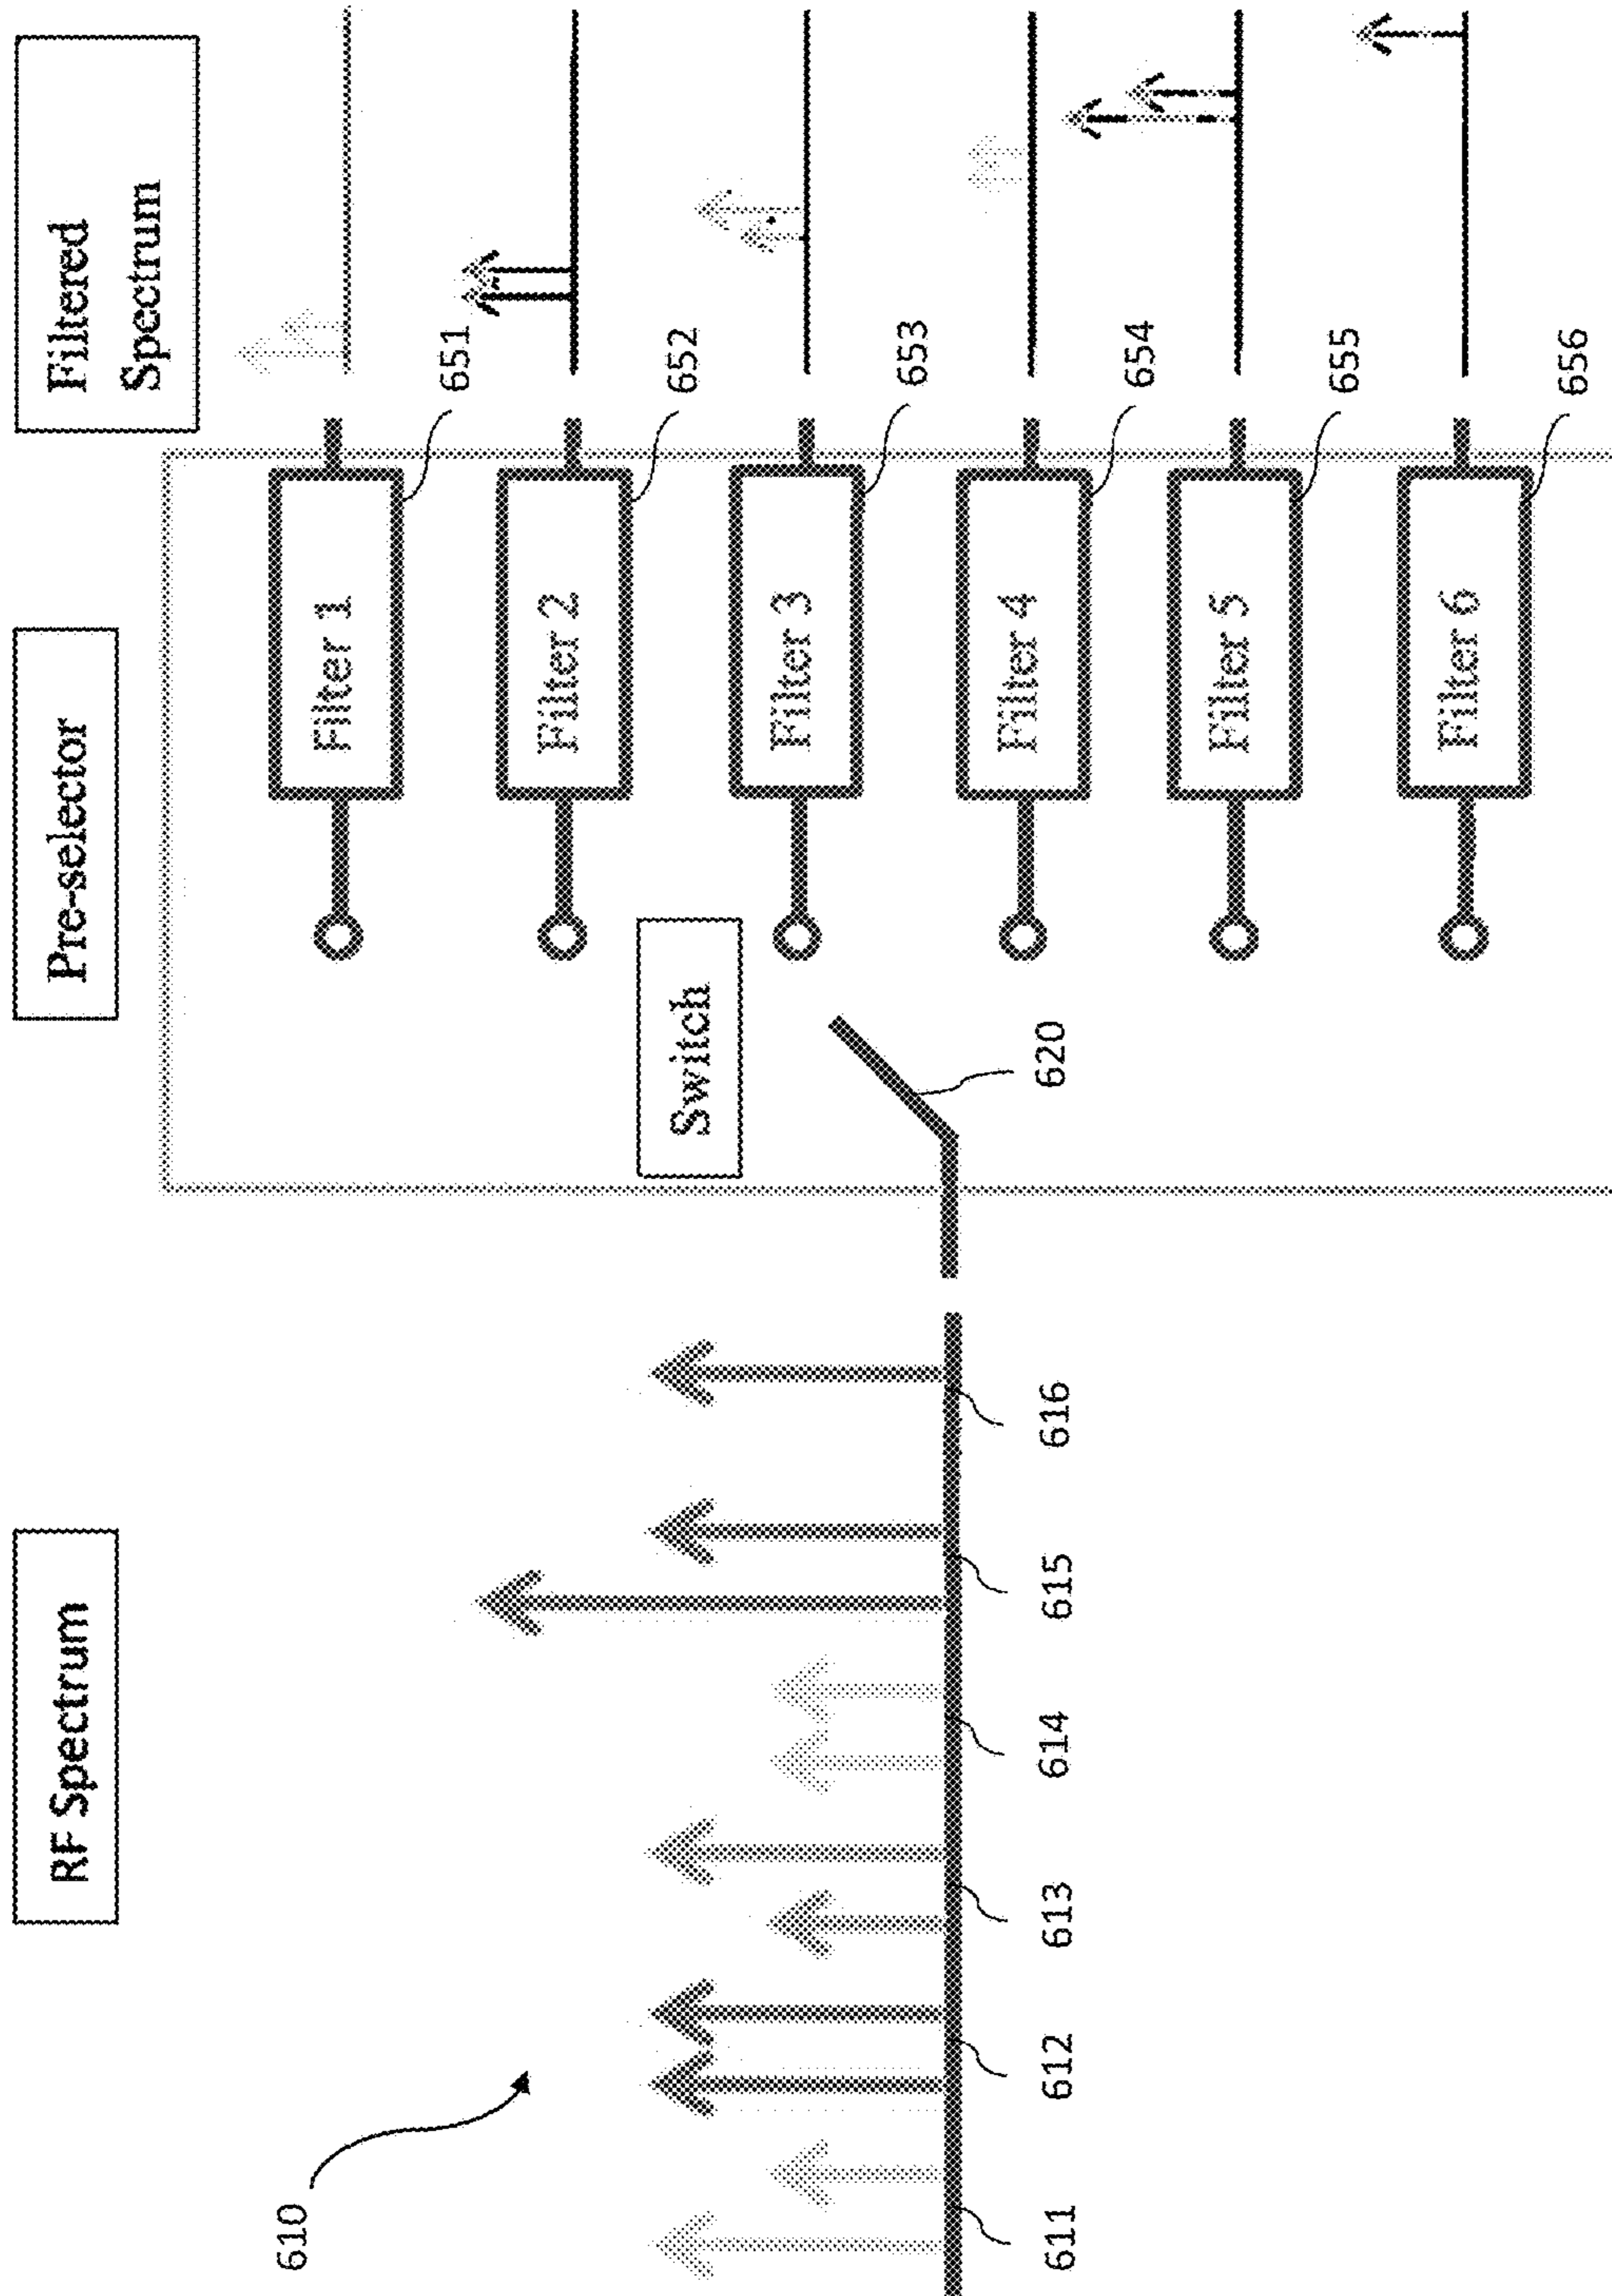 RF Spectrum
Pre-selector
Filtered
Spectrum
610
Switch
Filter 1
651
Filter 2
652
Filter 3
653
Filter 4
654
Filter 5
655
Filter 6
656
620
611
612
613
614
615
616